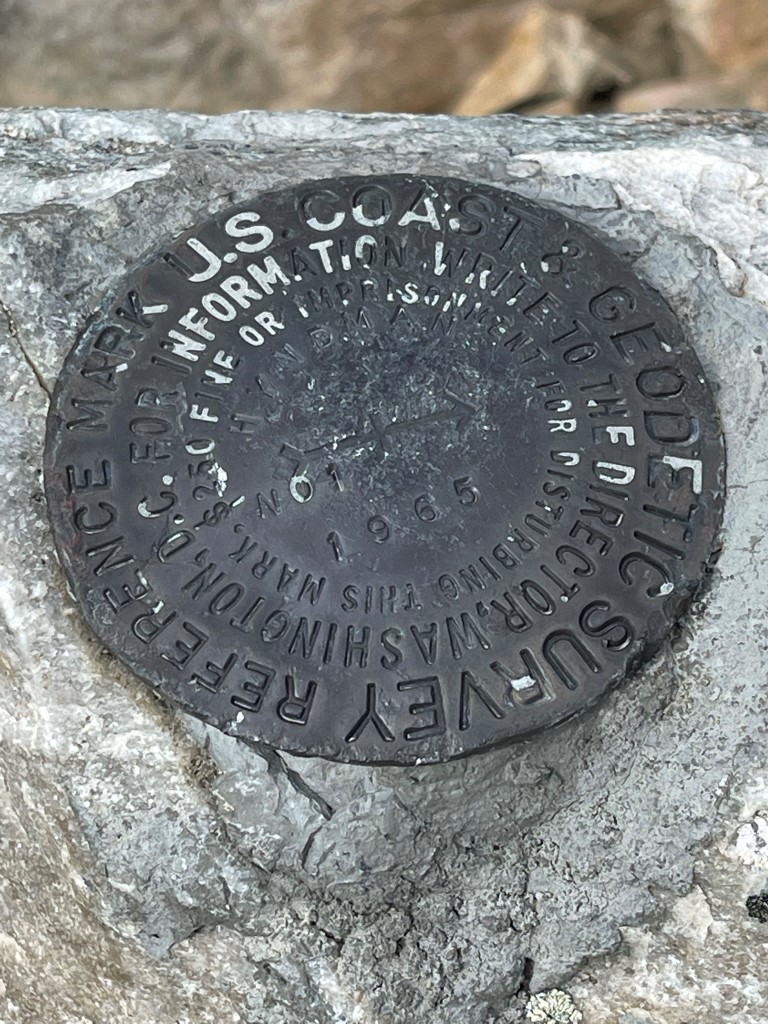 U.S. COAST & GEODETIC SURVEY
REFERENCE MARK
FOR INFORMATION WRITE TO THE DIRECTOR, WASHINGTON, D.C.
$250 FINE OR IMPRISONMENT FOR DISTURBING THIS MARK.
HYNDMAN
NO 1
1965